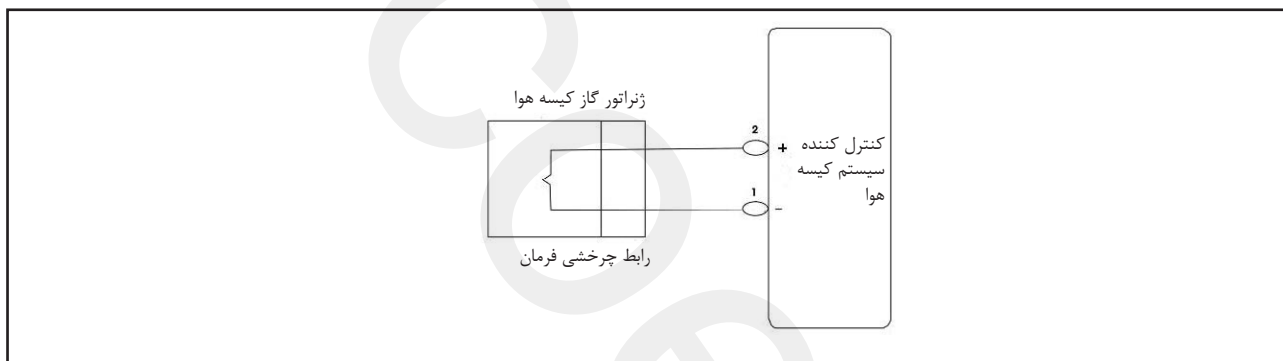 ژنراتور گاز کیسه هوا
2
+
کنترل کننده
سیستم کیسه
هوا
1
-
رابط چرخشی فرمان